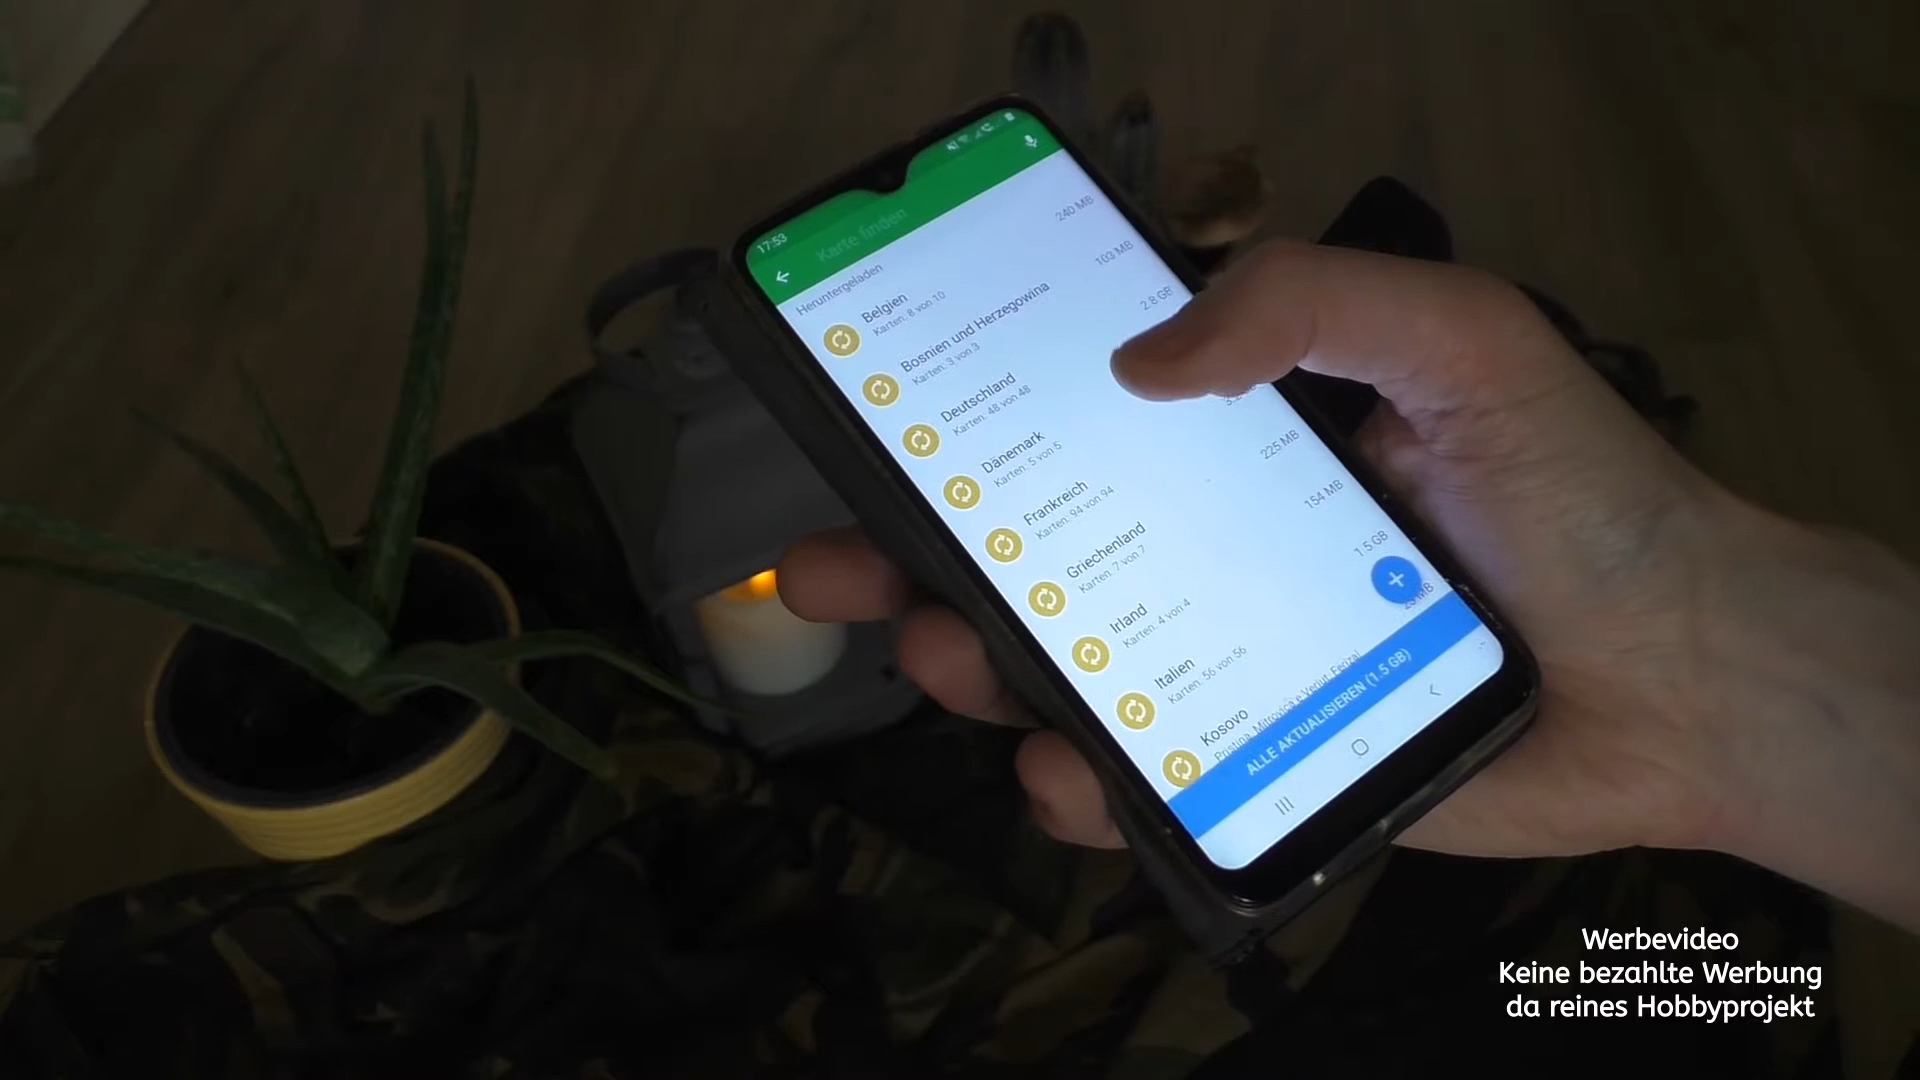 17:53
Karte finden
Heruntergeladen
Belgien
240 MB
Karten: 8 von 10
Bosnien und Herzegowina
103 MB
Karten: 3 von 3
Deutschland
2.8 GB
Karten: 48 von 48
Dänemark
Karten: 5 von 5
Frankreich
Karten: 94 von 94
Griechenland
225 MB
Karten: 7 von 7
Irland
154 MB
Karten: 4 von 4
Italien
1.5 GB
Karten: 56 von 56
Kosovo
Pristina, Mitrovica e
ALLE AKTUALISIEREN (1.5 GB)
Werbevideo
Keine bezahlte Werbung
da reines Hobbyprojekt